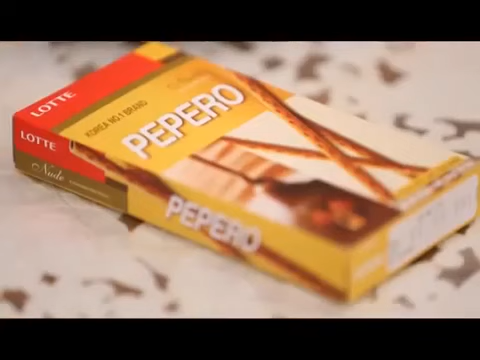 LOTTE
KOREA NO.1 BRAND
PEPERO
LOTTE
Nude
PEPERO